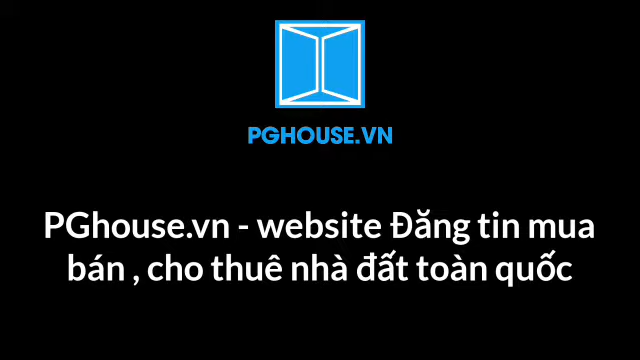 PGHOUSE.VN
PGhouse.vn - website Đăng tin mua
bán , cho thuê nhà đất toàn quốc